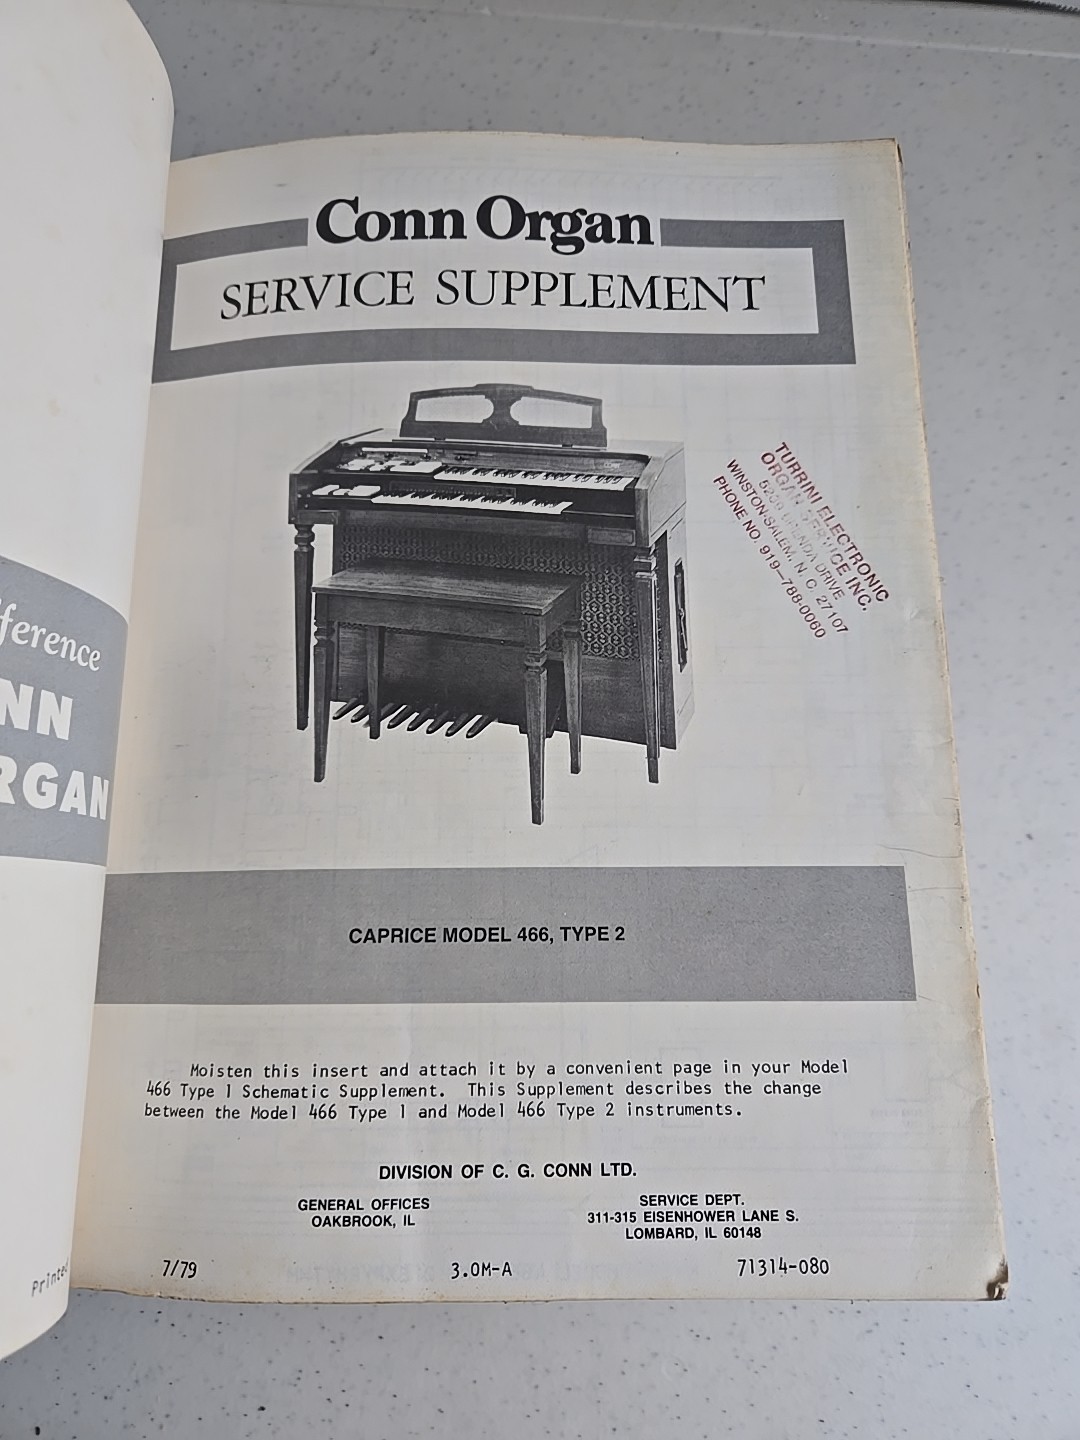 fference
NN
RGAN
Printed
Conn Organ
SERVICE SUPPLEMENT
TURRINI ELECTRONIC
ORGAN SERVICE INC.
DRIVE
WINSTON-SALEM, N. C. 27107
PHONE NO. 919-788-0060
CAPRICE MODEL 466, TYPE 2
Moisten this insert and attach it by a convenient page in your Model
466 Type 1 Schematic Supplement. This Supplement describes the change
between the Model 466 Type 1 and Model 466 Type 2 instruments.
DIVISION OF C. G. CONN LTD.
GENERAL OFFICES
OAKBROOK, IL
SERVICE DEPT.
311-315 EISENHOWER LANE S.
LOMBARD, IL 60148
7/79
3.0M-A
71314-080